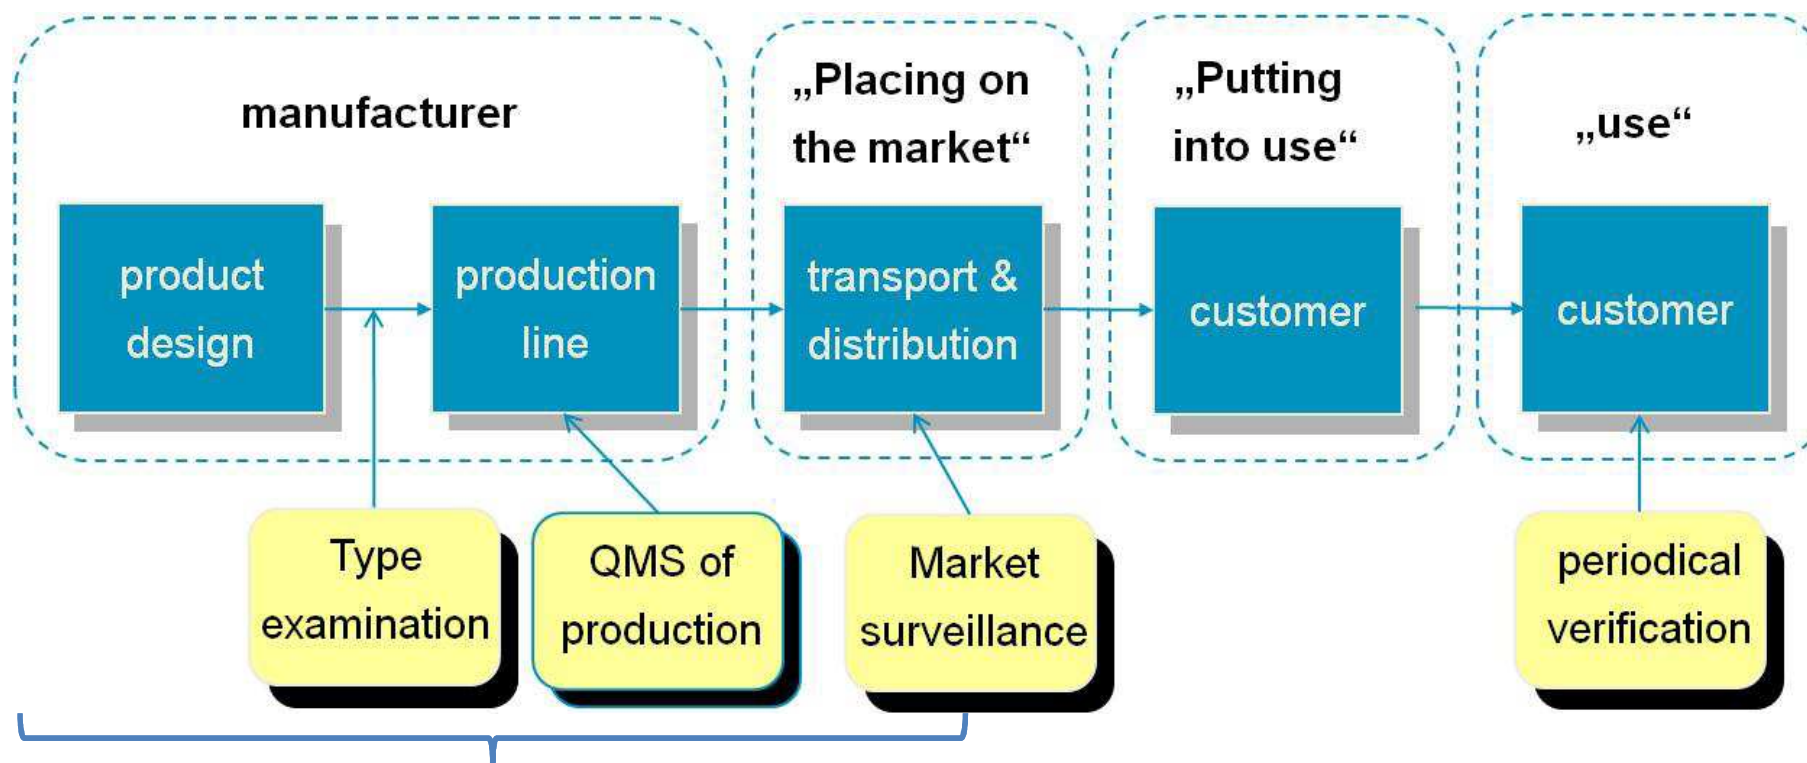 manufacturer
„Placing on
the market“
„Putting
into use“
„use“
product
design
production
line
transport &
distribution
customer
customer
Type
examination
QMS of
production
Market
surveillance
periodical
verification